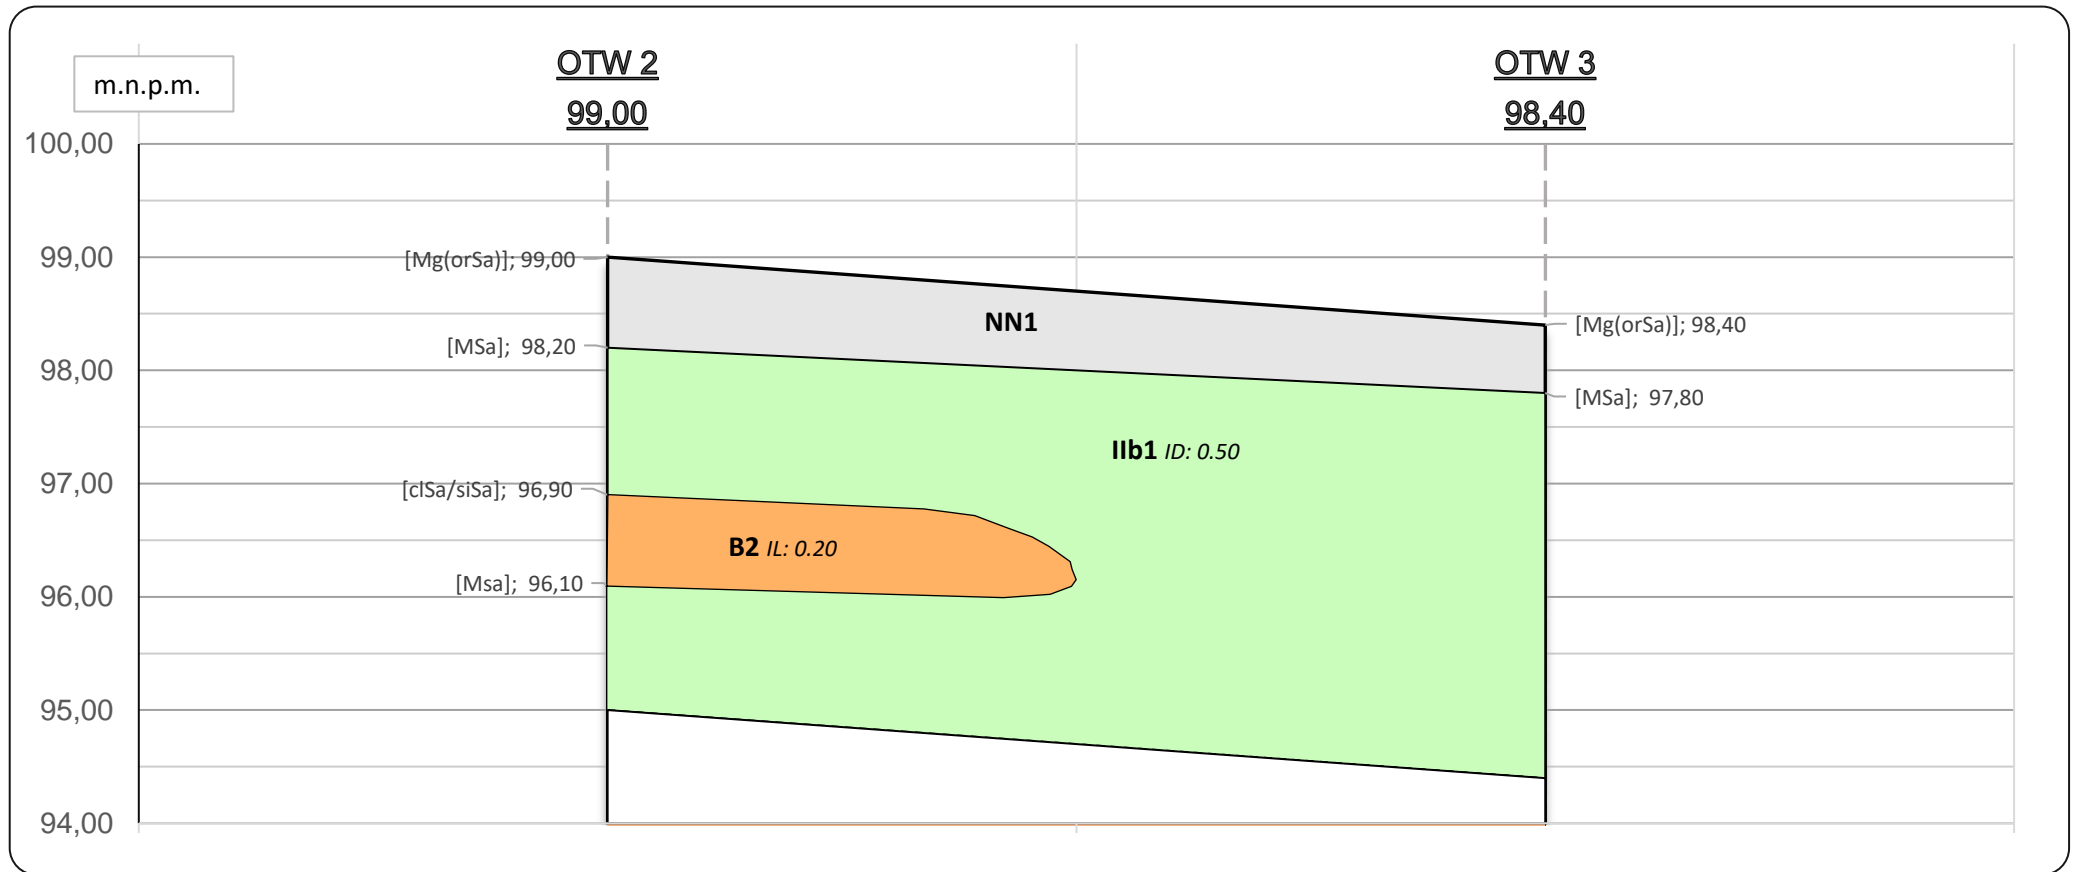 m.n.p.m.
OTW 2
99,00
OTW 3
98,40
100,00
99,00
98,00
97,00
96,00
95,00
94,00
[Mg(orSa)]; 99,00
[MSa];  98,20
[clSa/siSa];  96,90
[Msa];  96,10
NN1
IIb1 ID: 0.50
B2 IL: 0.20
[Mg(orSa)]; 98,40
[MSa];  97,80